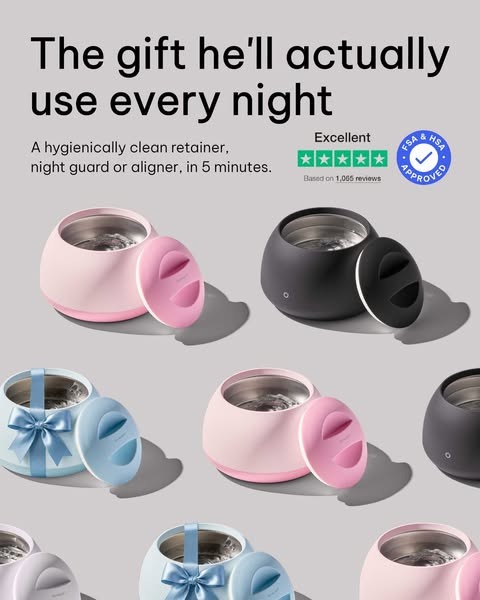 The gift he'll actually
use every night
A hygienically clean retainer,
night guard or aligner, in 5 minutes.
Excellent
Based on 1,065 reviews
FSA & HSA
APPROVED